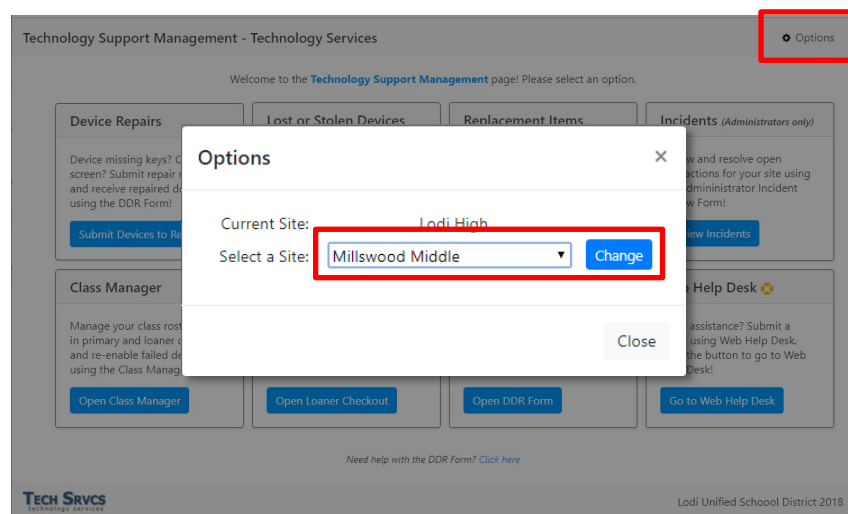 Technology Support Management - Technology Services
Options
Welcome to the Technology Support Management page! Please select an option.
Device Repairs
Lost or Stolen Devices
Replacement Items
Incidents (Administrators only)
Device missing keys?
screen? Submit repair
and receive repaired
using the DDR Form!
Submit Devices to
and resolve open
actions for your site using
dmininistrator Incident
Form!
Incidents
Options
×
Current Site: Lodi High
Select a Site: Millswood Middle
Change
Close
Class Manager
Help Desk
Manage your class
in primary and loaner
and re-enable failed
using the Class
Open Class Manager
Open Loaner Checkout
Open DDR Form
assistance? Submit a
using Web Help Desk.
the button to go to Web
Desk!
Go to Web Help Desk
Need help with the DDR Form? Click here
TECH SRVCS
technology services
Lodi Unified Schoool District 2018